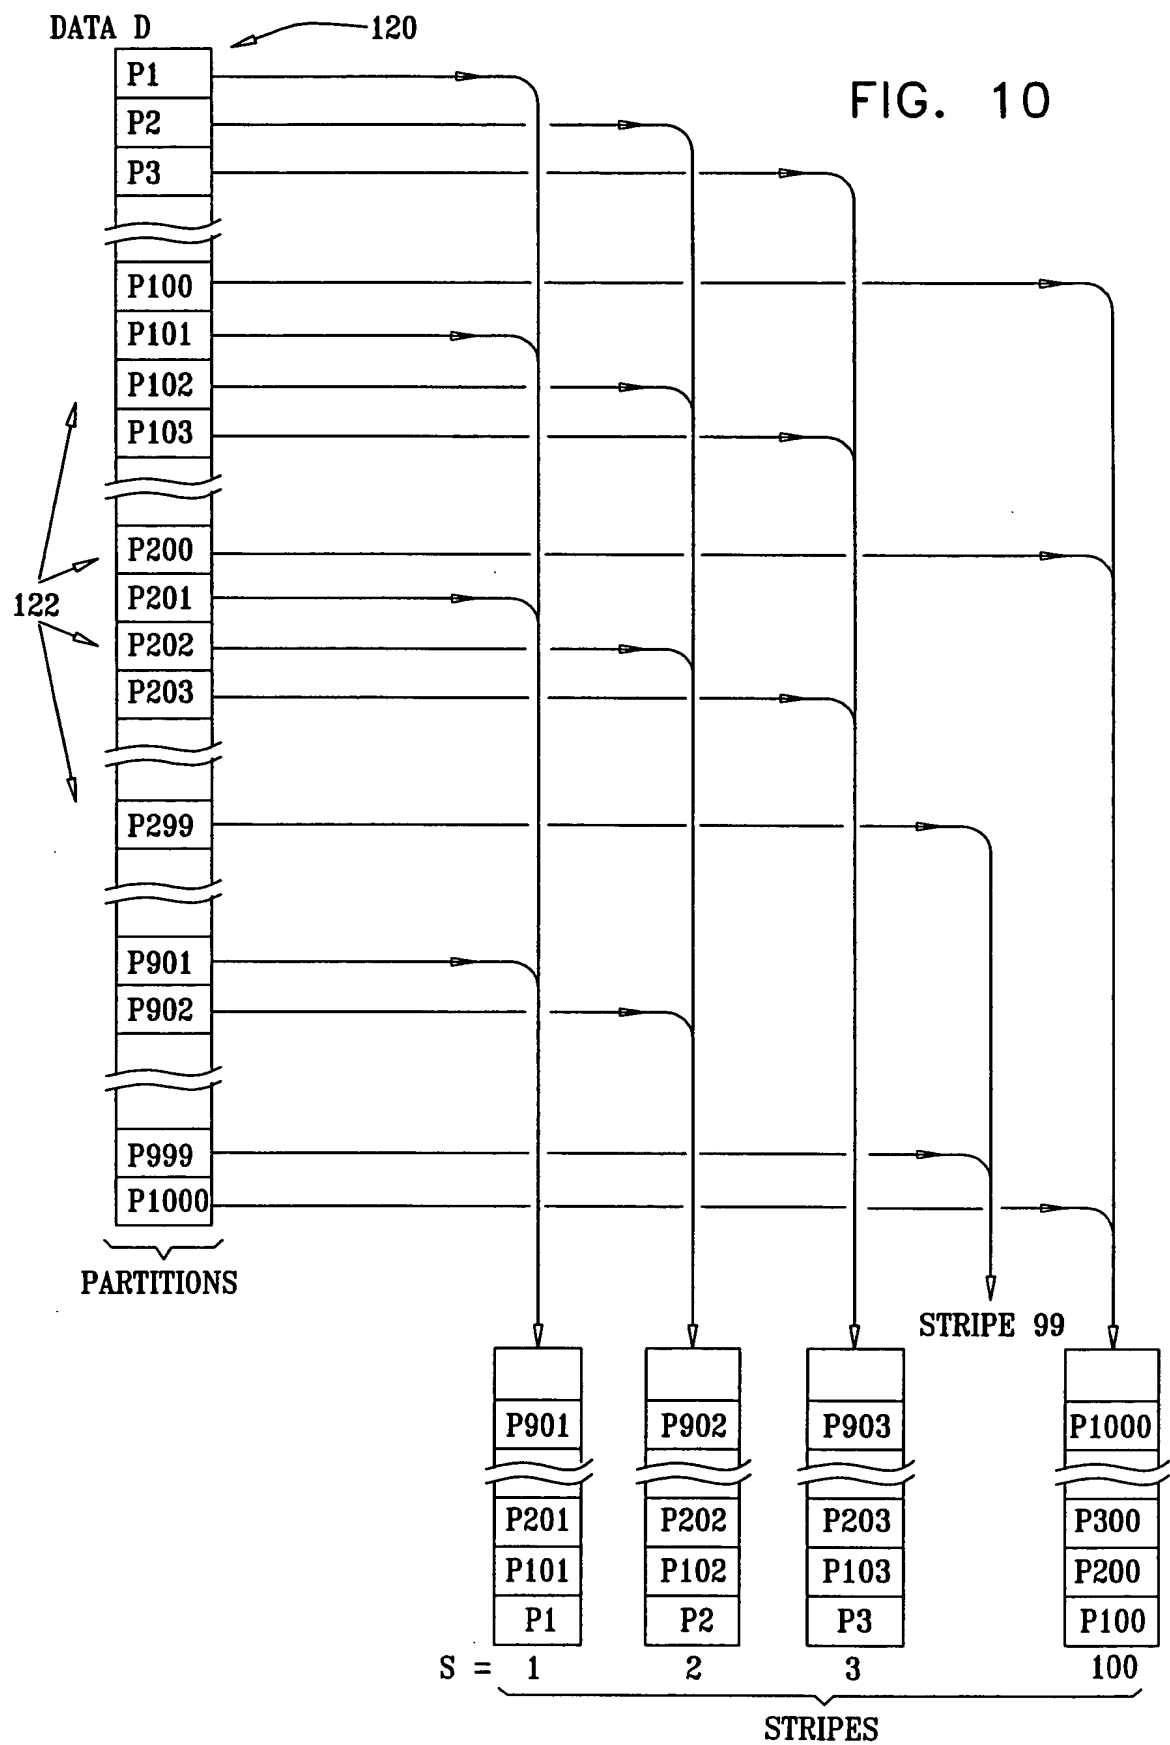 DATA D
120
FIG. 10
P1
P2
P3
P100
P101
P102
P103
P200
122
P201
P202
P203
P299
P901
P902
P999
P1000
PARTITIONS
STRIPE 99
P901 P902 P903 P1000
P201 P202 P203 P300
P101 P102 P103 P200
P1 P2 P3 P100
S = 1 2 3 100
STRIPES